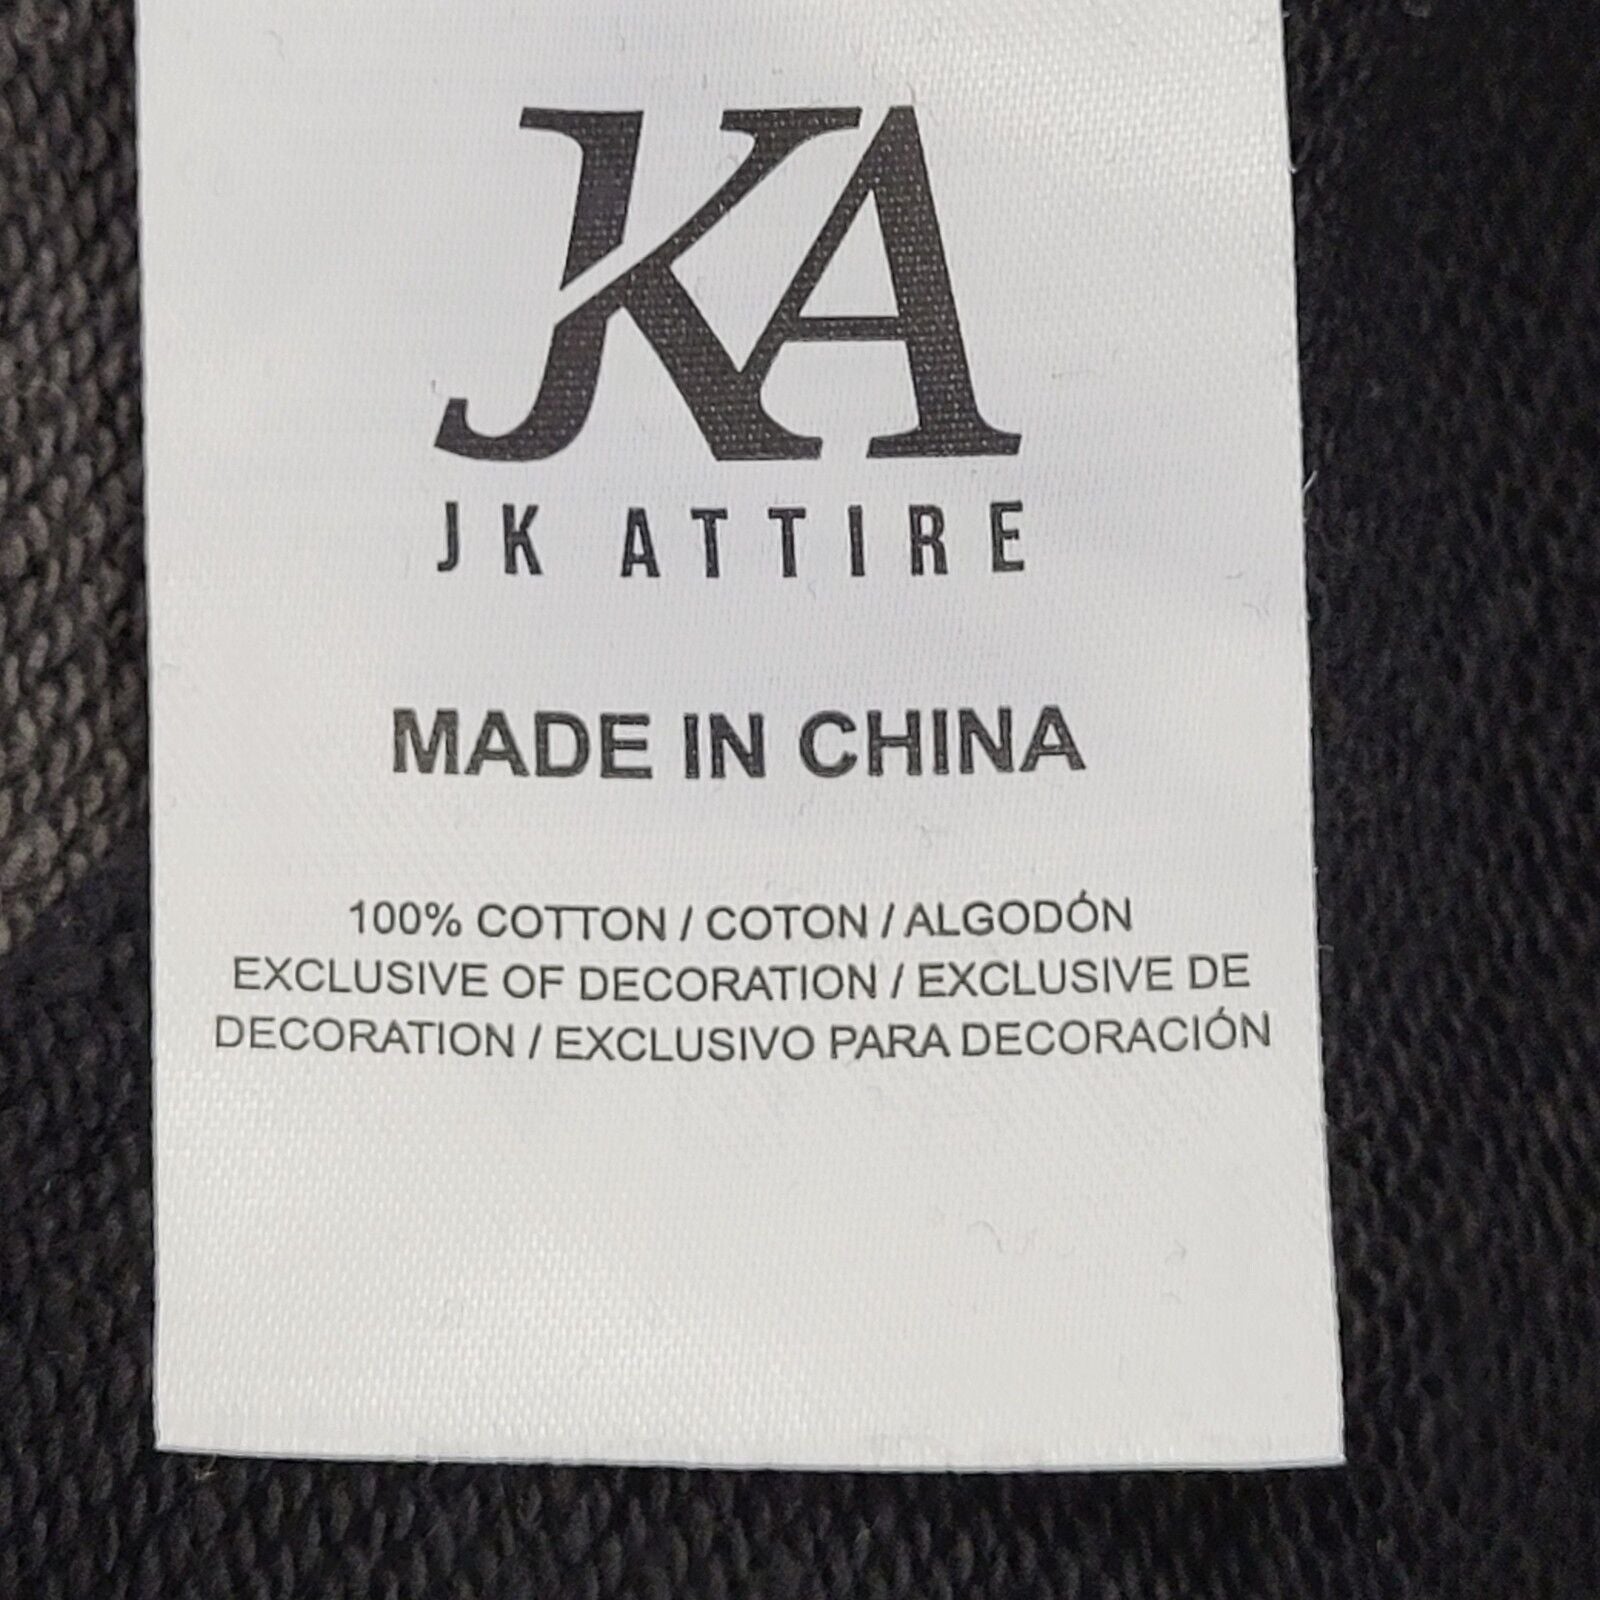 JKA
JK ATTIRE
MADE IN CHINA
100% COTTON / COTON / ALGODÓN
EXCLUSIVE OF DECORATION / EXCLUSIVE DE
DECORATION / EXCLUSIVO PARA DECORACIÓN